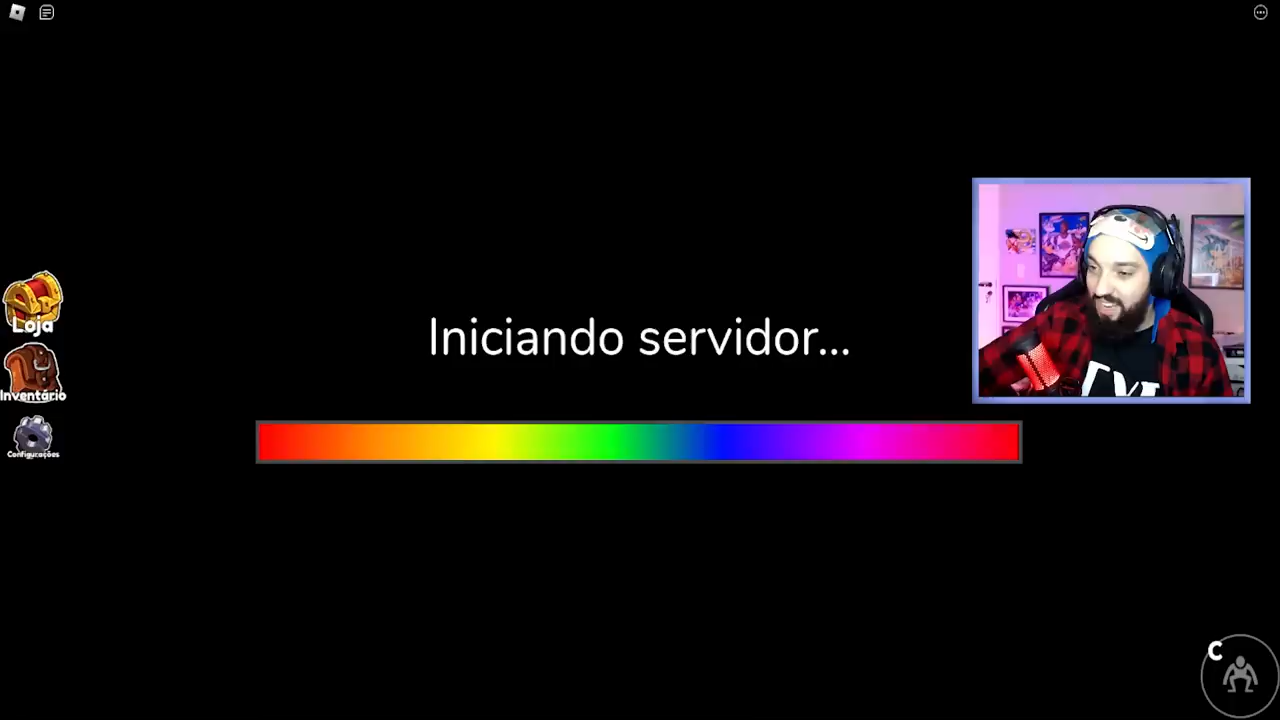 Iniciando servidor...
Loja
Inventário
Configurações
C